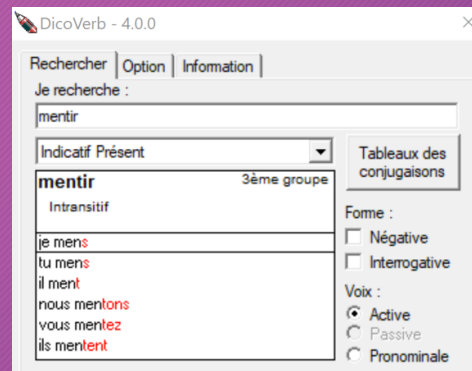 DicoVerb - 4.0.0
Rechercher Option Information
Je recherche :
mentir
Indicatif Présent
Tableaux des
conjugaisons
mentir 3ème groupe
Intransitif
je mens
tu mens
il ment
nous mentons
vous mentez
ils mentent
Forme :
Négative
Interrogative
Voix :
Active
Passive
Pronominale